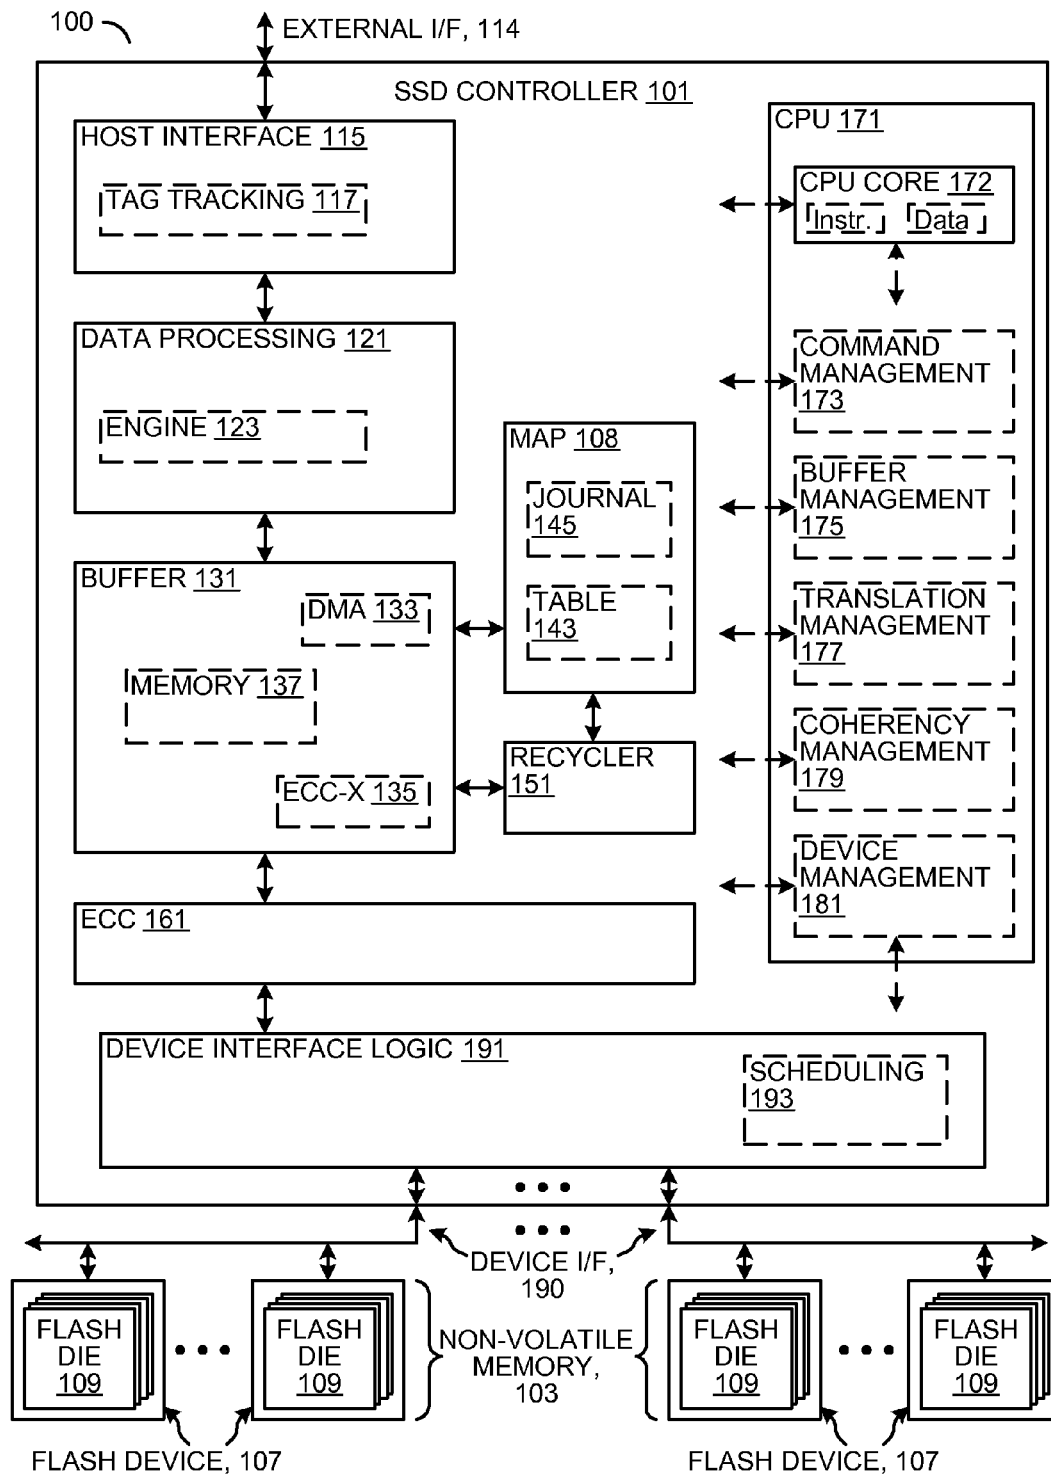 100
EXTERNAL I/F, 114
SSD CONTROLLER 101
HOST INTERFACE 115
TAG TRACKING 117
DATA PROCESSING 121
ENGINE 123
BUFFER 131
DMA 133
MEMORY 137
ECC-X 135
MAP 108
JOURNAL
145
TABLE
143
RECYCLER
151
ECC 161
CPU 171
CPU CORE 172
Instr. Data
COMMAND
MANAGEMENT
173
BUFFER
MANAGEMENT
175
TRANSLATION
MANAGEMENT
177
COHERENCY
MANAGEMENT
179
DEVICE
MANAGEMENT
181
DEVICE INTERFACE LOGIC 191
SCHEDULING
193
DEVICE I/F,
190
FLASH
DIE
109
FLASH
DIE
109
NON-VOLATILE
MEMORY,
103
FLASH
DIE
109
FLASH
DIE
109
FLASH DEVICE, 107
FLASH DEVICE, 107